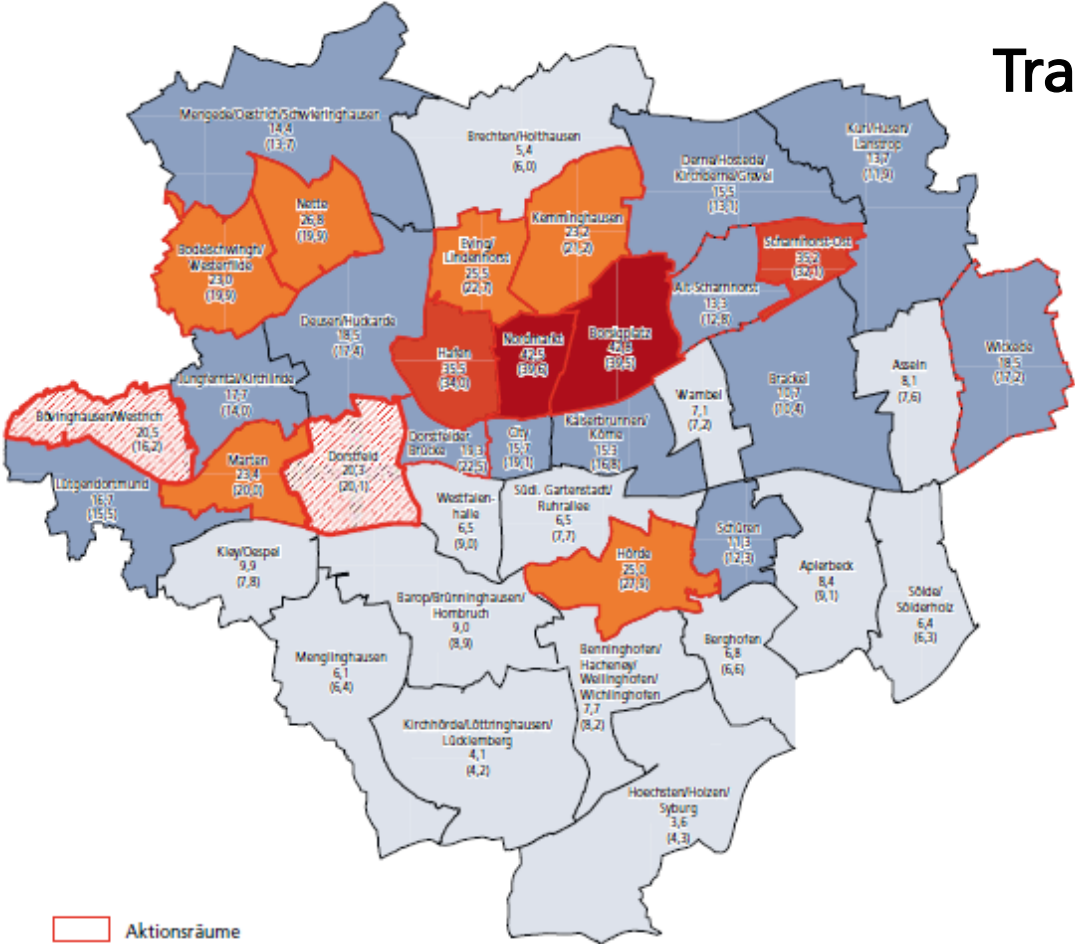 Tra
Mengede/Oestrich/Schwieringhausen
14,4
(13,7)
Brechten/Holthausen
5,4
(6,0)
Kurl/Husen/
Lanstrop
13,7
(11,9)
Derne/Hostede/
Kirchderne/Grevel
15,5
(13,1)
Nette
26,8
(19,9)
Kemminghausen
23,2
(21,2)
Bodelschwingh/
Westerfilde
23,0
(19,9)
Eving/
Lindenhorst
25,5
(22,7)
Scharnhorst-Ost
35,2
(32,1)
Alt-Scharnhorst
13,3
(12,8)
Deusen/Huckarde
18,5
(17,4)
Hafen
35,5
(34,0)
Nordmarkt
42,5
(39,6)
Borsigplatz
(39,5)
Wickede
18,5
(17,2)
Asseln
8,1
(7,6)
Jungferntal/Kirchlinde
17,7
(14,0)
Brackel
(10,4)
Wambel
7,1
(7,2)
Bövinghausen/Westrich
20,5
(16,2)
Kaiserbrunnen/
Körne
15,3
(16,8)
City
15,7
(19,1)
Dorstfelder
Brücke
(22,5)
Marten
23,4
(20,0)
Dorstfeld
20,3
(20,1)
Lütgendortmund
16,7
(15,5)
Westfalen-
halle
6,5
(9,0)
Südl. Gartenstadt/
Ruhrallee
6,5
(7,7)
Schüren
11,3
(12,3)
Kley/Oespel
9,9
(7,8)
Hörde
(27,9)
Aplerbeck
8,4
(9,1)
Sölde/
Sölderholz
6,4
(6,3)
Barop/Brünninghausen/
Hombruch
9,0
(8,9)
Berghofen
6,8
(6,6)
Menglinghausen
6,1
(6,4)
Benninghofen/
Hacheney/
Wellinghofen/
Wichlinghofen
7,7
(8,2)
Kirchhörde/Löttringhausen/
Lücklemberg
4,1
(4,2)
Hoechsten/Holzen/
Syburg
3,6
(4,3)
Aktionsräume